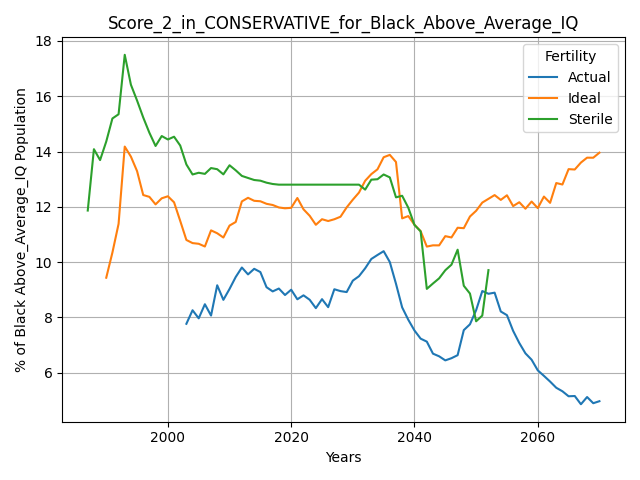 Score_2_in_CONSERVATIVE_for_Black_Above_Average_IQ
% of Black Above_Average_IQ Population
18
16
14
12
10
8
6
2000
2020
2040
2060
Years
Fertility
Actual
Ideal
Sterile